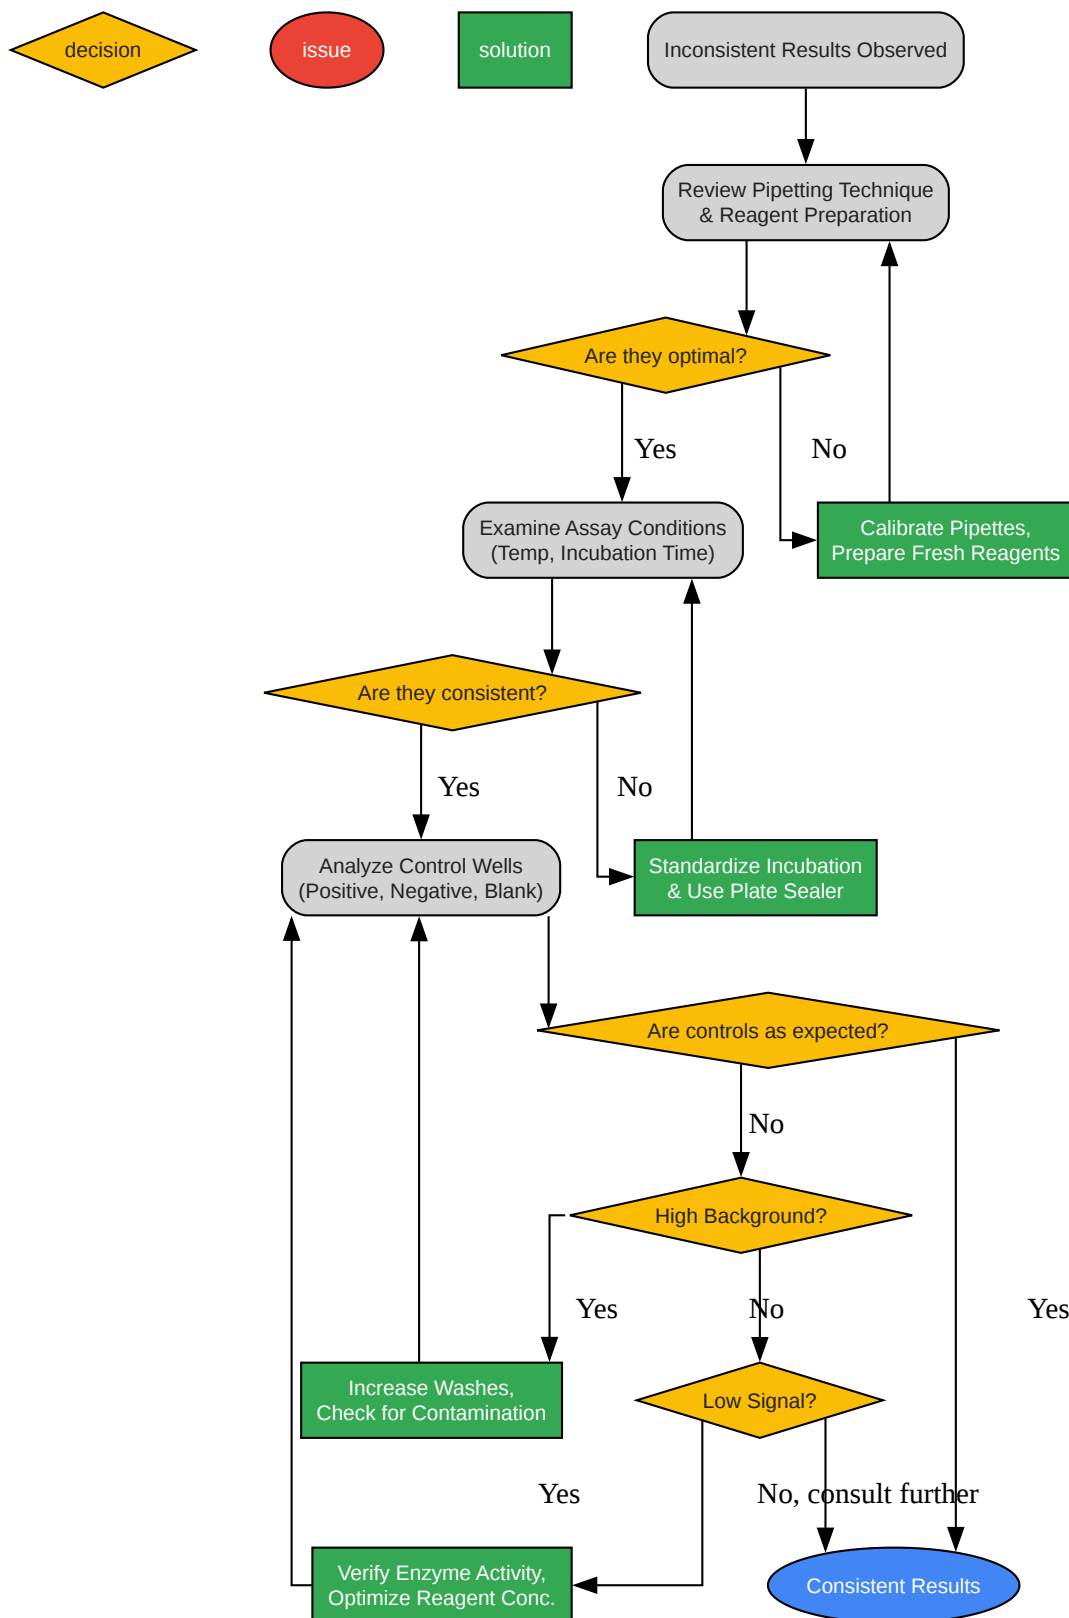 decision
issue
solution
Inconsistent Results Observed
Review Pipetting Technique
& Reagent Preparation
Are they optimal?
Yes
No
Examine Assay Conditions
(Temp, Incubation Time)
Calibrate Pipettes,
Prepare Fresh Reagents
Are they consistent?
Yes
No
Analyze Control Wells
(Positive, Negative, Blank)
Standardize Incubation
& Use Plate Sealer
Are controls as expected?
No
High Background?
Yes
No
Yes
Increase Washes,
Check for Contamination
Low Signal?
Yes
No, consult further
Verify Enzyme Activity,
Optimize Reagent Conc.
Consistent Results